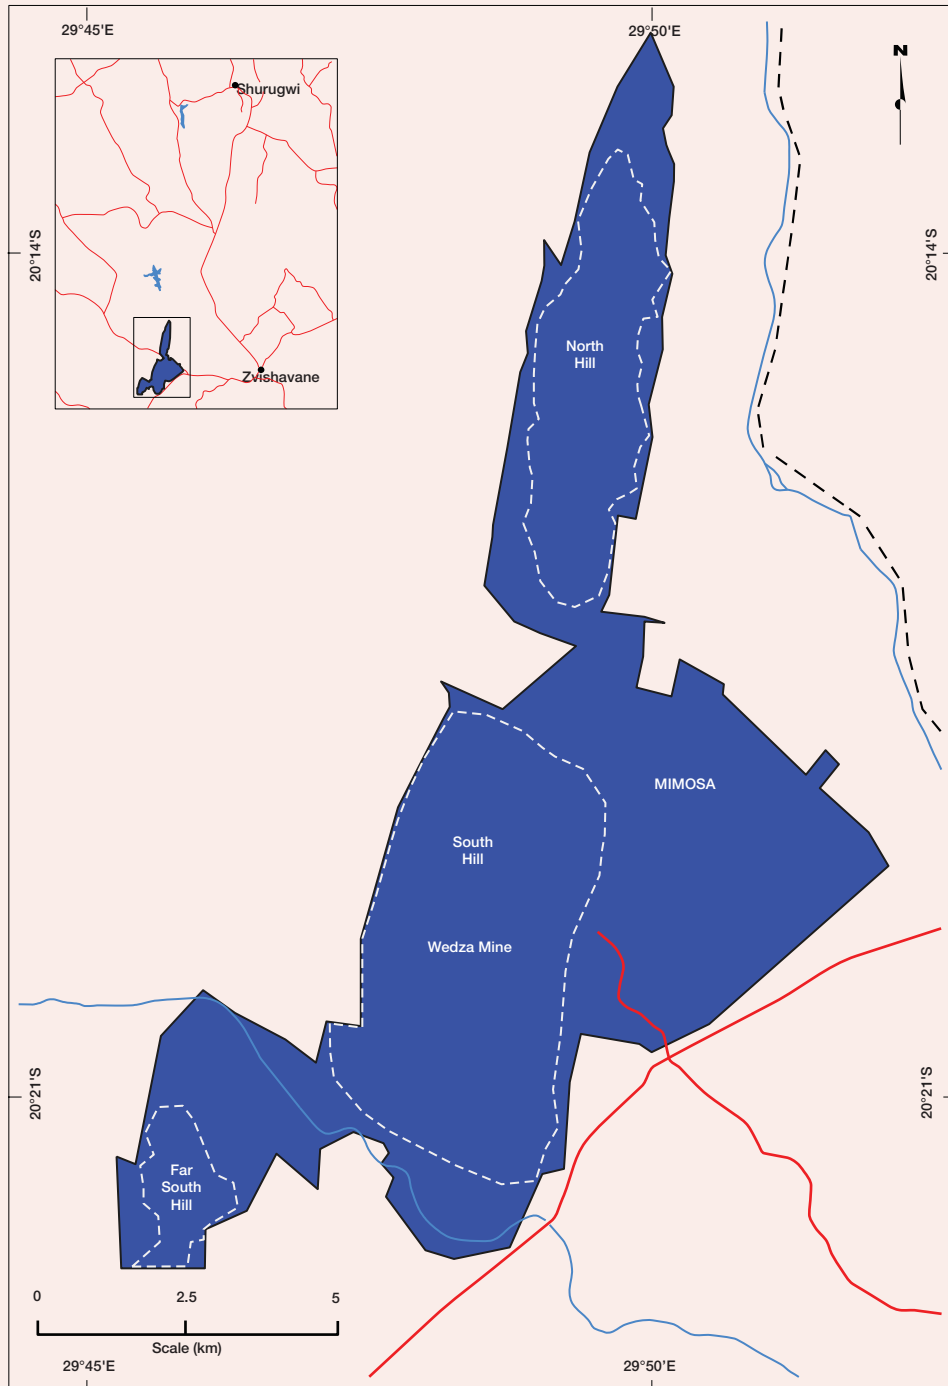 29°45'E
29°50'E
N
Shurugwi
Zvishavane
20°14'S
20°14'S
North
Hill
MIMOSA
South
Hill
Wedza Mine
20°21'S
20°21'S
Far
South
Hill
0 2.5 5
Scale (km)
29°45'E
29°50'E